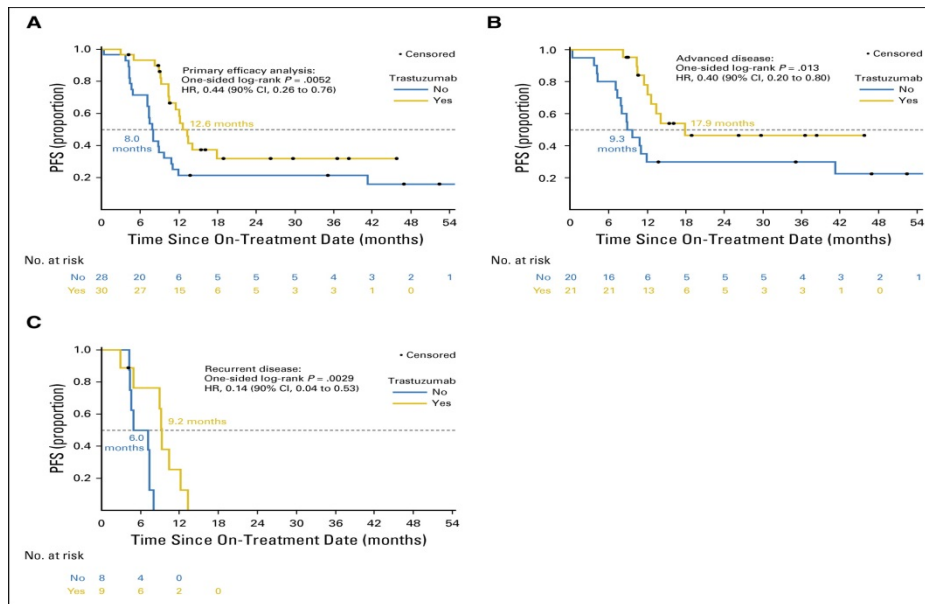 A
PFS (proportion)
1.0
0.8
0.6
0.4
0.2
Primary efficacy analysis:
One-sided log-rank P = .0052
HR, 0.44 (90% CI, 0.26 to 0.76)
Censored
Trastuzumab
No
Yes
12.6 months
8.0
months
0 6 12 18 24 30 36 42 48 54
Time Since On-Treatment Date (months)
No. at risk
No 28 20 6 5 5 5 4 3 2 1
Yes 30 27 15 6 5 3 3 1 0
B
PFS (proportion)
1.0
0.8
0.6
0.4
0.2
Advanced disease:
One-sided log-rank P = .013
HR, 0.40 (90% CI, 0.20 to 0.80)
Censored
Trastuzumab
No
Yes
17.9 months
9.3
months
0 6 12 18 24 30 36 42 48 54
Time Since On-Treatment Date (months)
No. at risk
No 20 16 6 5 5 5 4 3 2 1
Yes 21 21 13 6 5 3 3 1 0
C
PFS (proportion)
1.0
0.8
0.6
0.4
0.2
Recurrent disease:
One-sided log-rank P = .0029
HR, 0.14 (90% CI, 0.04 to 0.53)
Censored
Trastuzumab
No
Yes
9.2 months
6.0
months
0 6 12 18 24 30 36 42 48 54
Time Since On-Treatment Date (months)
No. at risk
No 8 4 0
Yes 9 6 2 0